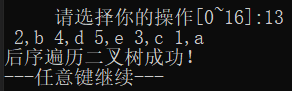 请选择你的操作[0~16]:13
2,b 4,d 5,e 3,c 1,a
后序遍历二叉树成功!
---任意键继续---